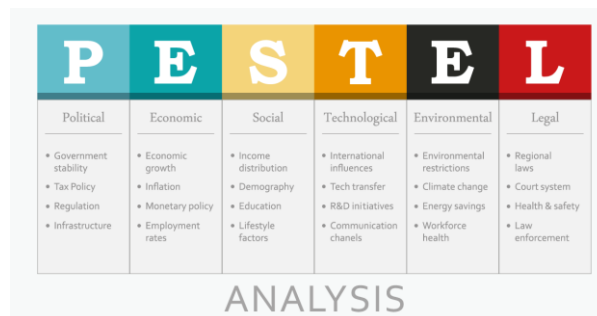 P E S T E L
Political
• Government
stability
• Tax Policy
• Regulation
• Infrastructure
Economic
• Economic
growth
• Inflation
• Monetary policy
• Employment
rates
Social
• Income
distribution
• Demography
• Education
• Lifestyle
factors
Technological
• International
influences
• Tech transfer
• R&D initiatives
• Communication
chanels
Environmental
• Environmental
restrictions
• Climate change
• Energy savings
• Workforce
health
Legal
• Regional
laws
• Court system
• Health & safety
• Law
enforcement
ANALYSIS